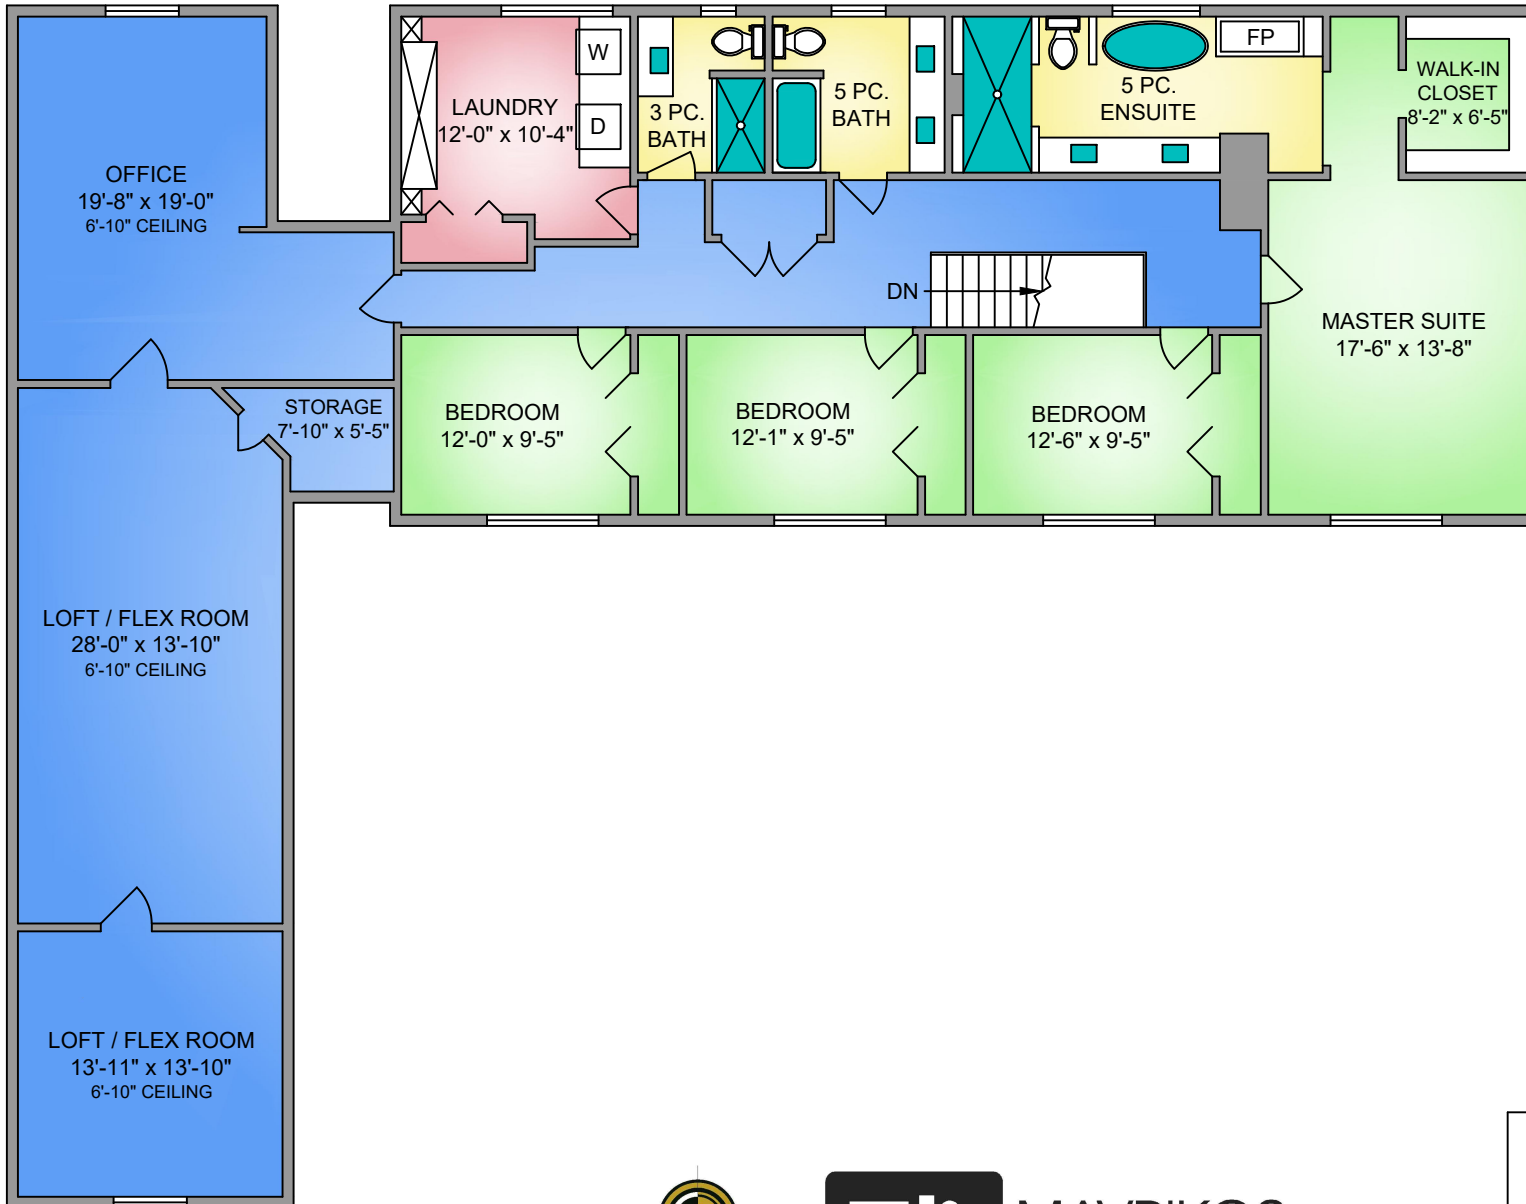 OFFICE
19'-8" x 19'-0"
6'-10" CEILING
LAUNDRY
12'-0" x 10'-4"
W
D
3 PC.
BATH
5 PC.
BATH
5 PC.
ENSUITE
FP
WALK-IN
CLOSET
8'-2" x 6'-5"
DN
MASTER SUITE
17'-6" x 13'-8"
STORAGE
7'-10" x 5'-5"
BEDROOM
12'-0" x 9'-5"
BEDROOM
12'-1" x 9'-5"
BEDROOM
12'-6" x 9'-5"
LOFT / FLEX ROOM
28'-0" x 13'-10"
6'-10" CEILING
LOFT / FLEX ROOM
13'-11" x 13'-10"
6'-10" CEILING